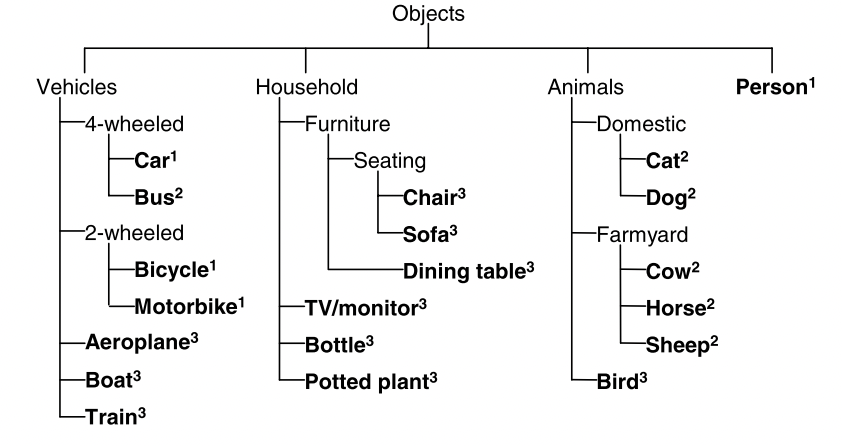 Objects
Vehicles
4-wheeled
Car¹
Bus²
2-wheeled
Bicycle¹
Motorbike¹
Aeroplane³
Boat³
Train³
Household
Furniture
Seating
Chair³
Sofa³
Dining table³
TV/monitor³
Bottle³
Potted plant³
Animals
Domestic
Cat²
Dog²
Farmyard
Cow²
Horse²
Sheep²
Bird³
Person¹